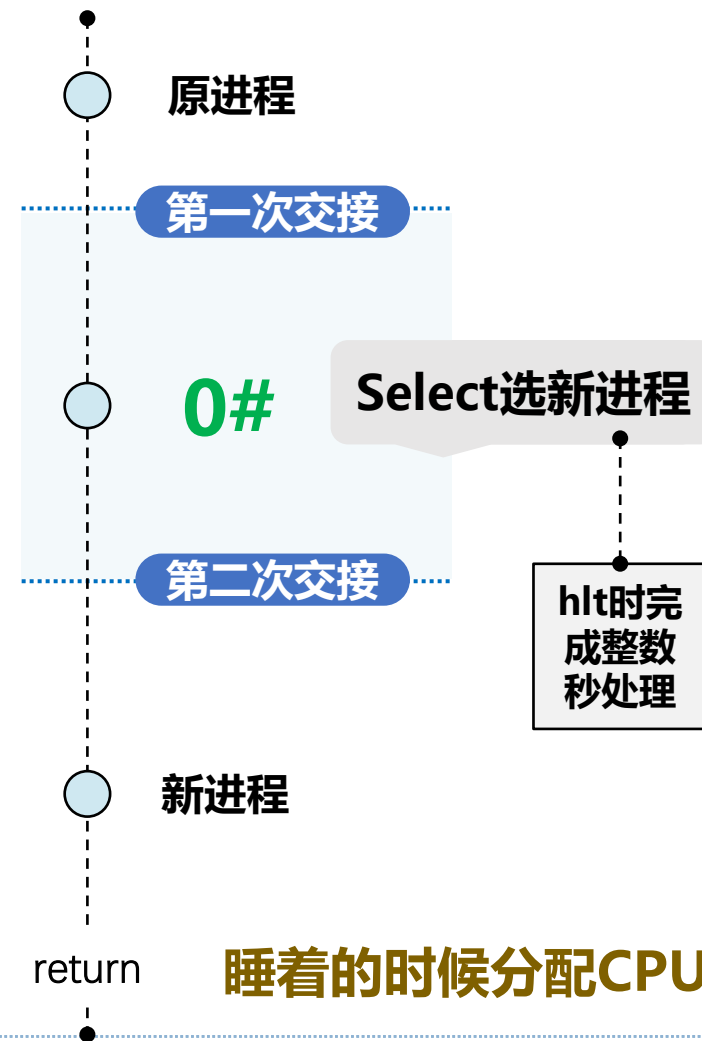 原进程
第一次交接
0#
Select选新进程
第二次交接
hlt时完
成整数
秒处理
新进程
return
睡着的时候分配CPU